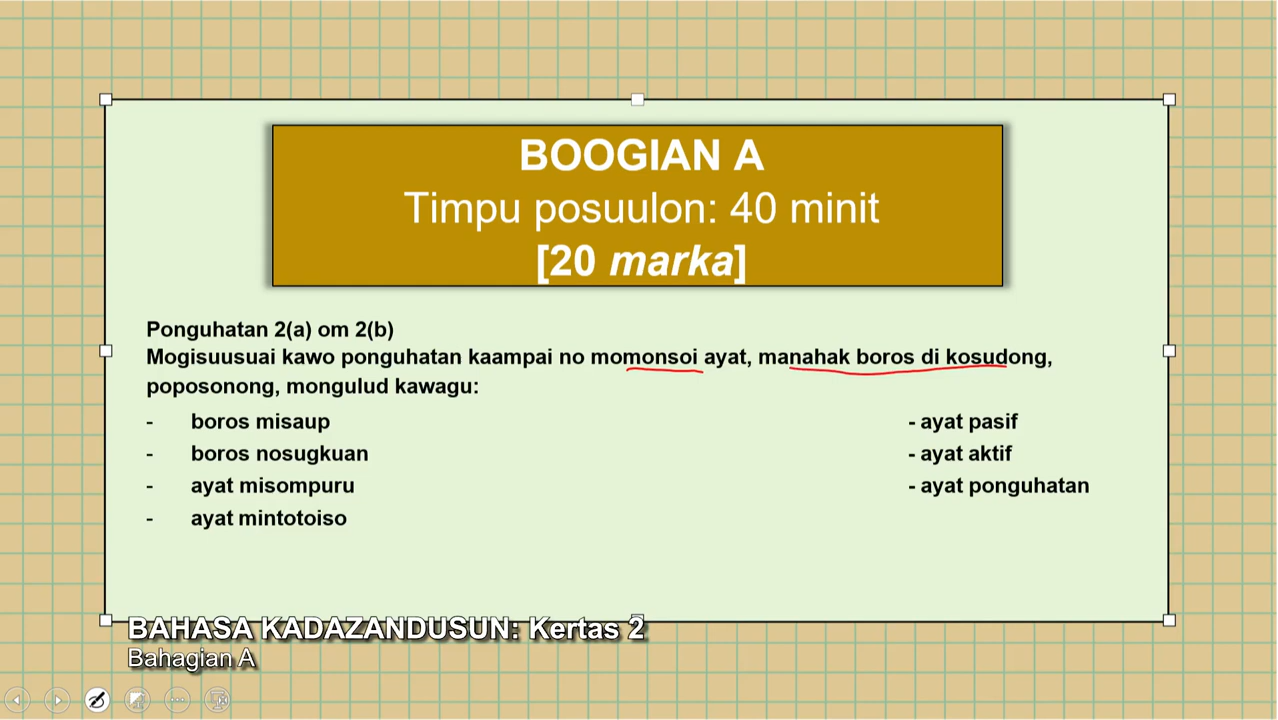 BOOGIAN A
Timpu posuulon: 40 minit
[20 marka]
Ponguhatan 2(a) om 2(b)
Mogisuusuai kawo ponguhatan kaampai no momonsoi ayat, manahak boros di kosudong,
poposonong, mongulud kawagu:
- boros misaup
- boros nosugkuan
- ayat misompuru
- ayat mintotoiso
- ayat pasif
- ayat aktif
- ayat ponguhatan
BAHASA KADAZANDUSUN: Kertas 2
Bahagian A